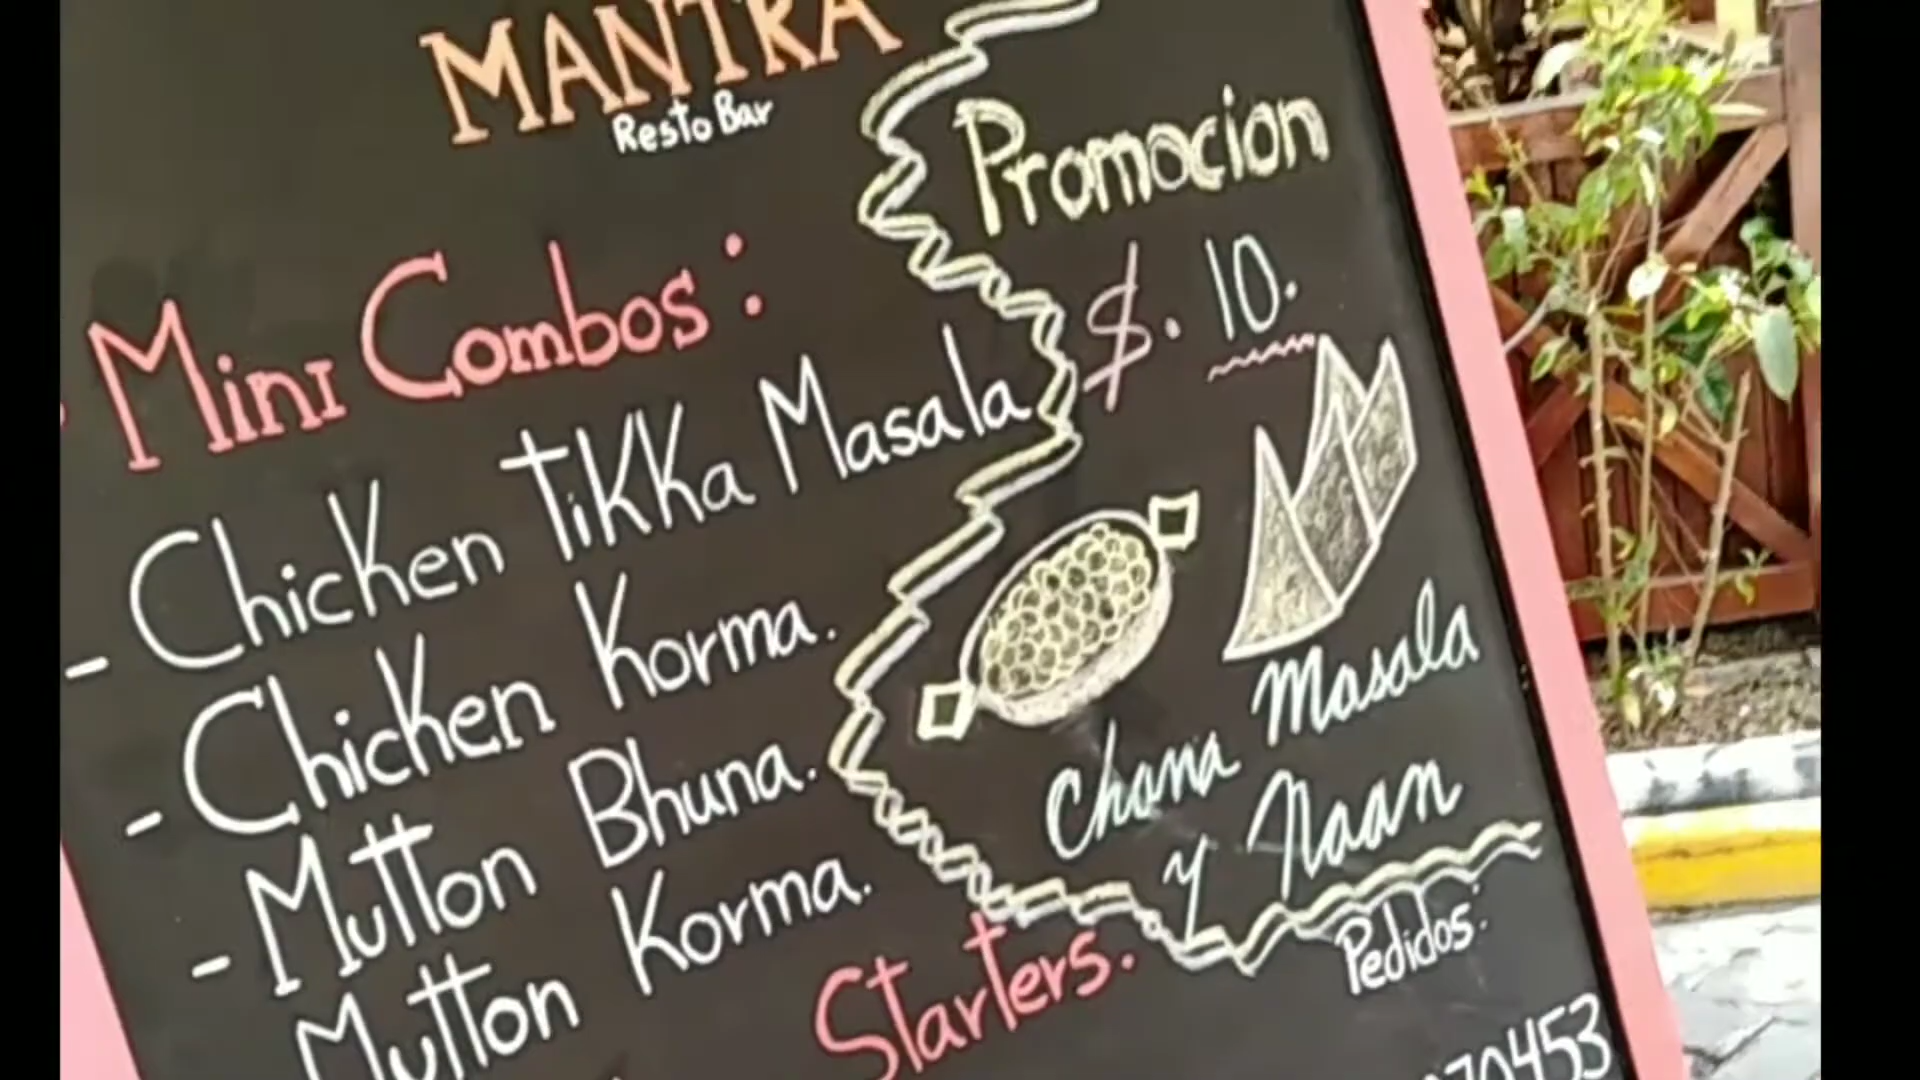 MANTRA
Resto Bar
Mini Combos:
- Chicken Tikka Masala
- Chicken Korma.
- Mutton Bhuna.
Mutton Korma.
Starters.
Promocion
$. 10.
Chana Masala
Y Naan
Pedidos:
70453